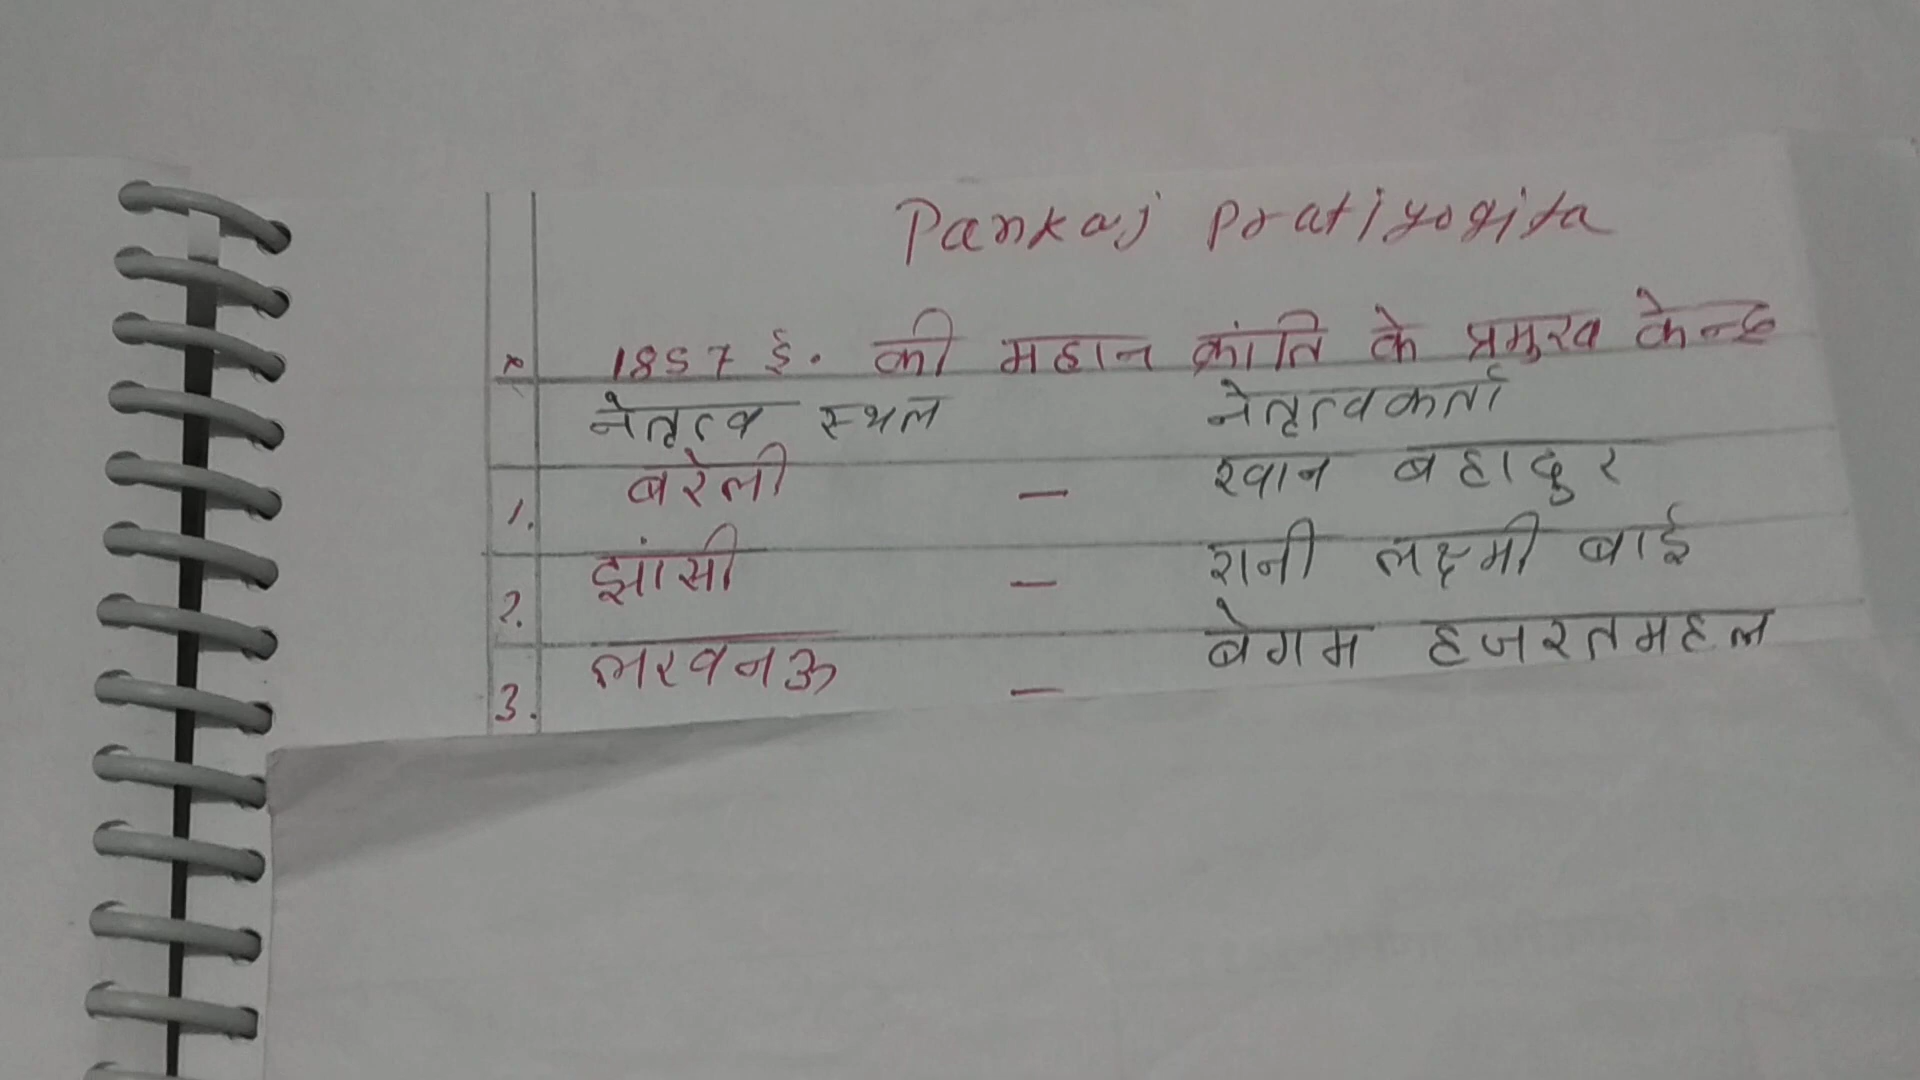 Pankaj Pratiyogita
* 1857 ई. की महान क्रांति के प्रमुख केन्द्र
नेतृत्व स्थल नेतृत्वकर्ता
1. बरेली – खान बहादुर
2. झांसी – रानी लक्ष्मी बाई
3. लखनऊ – बेगम हजरतमहल